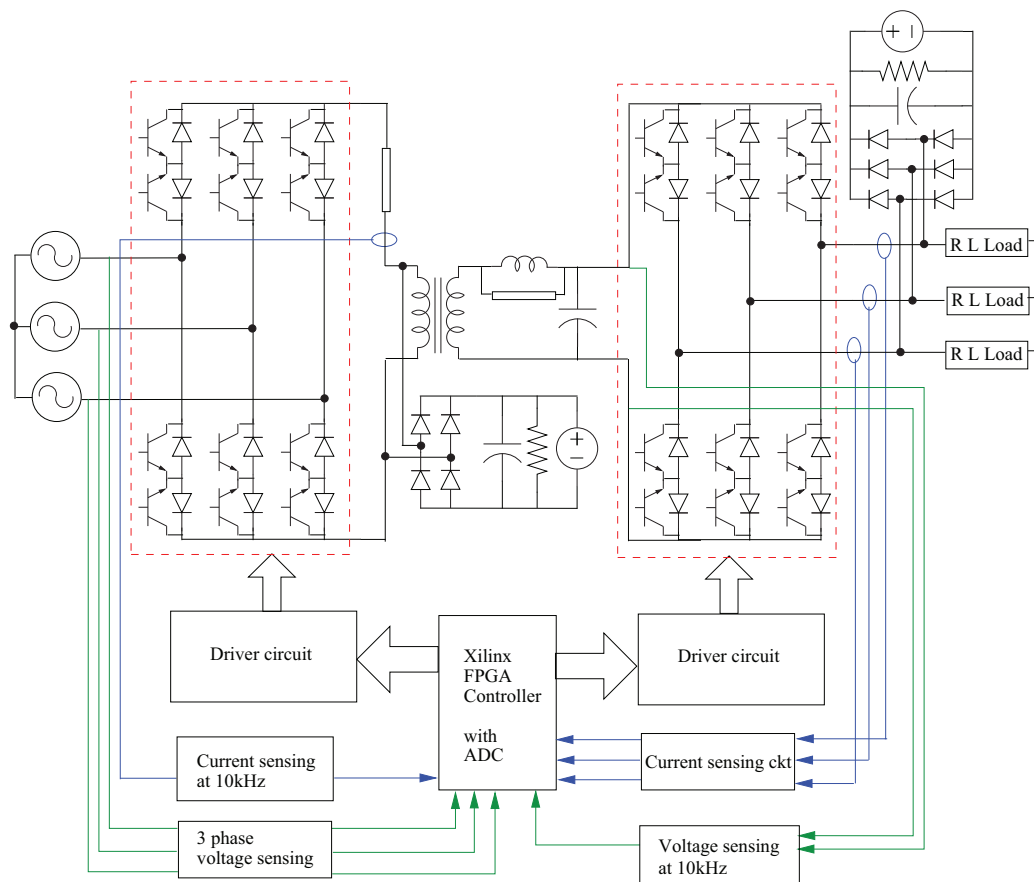 R L Load
R L Load
R L Load
Driver circuit
Xilinx
FPGA
Controller
with
ADC
Driver circuit
Current sensing
at 10kHz
Current sensing ckt
3 phase
voltage sensing
Voltage sensing
at 10kHz